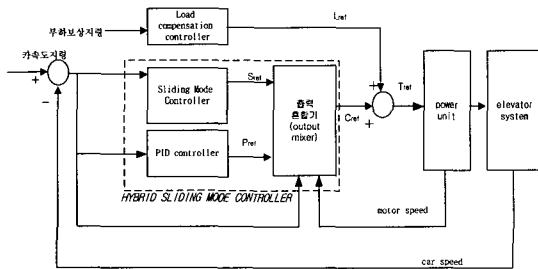 부하보상지령
Load
compensation
controller
Lref
카속도지령
+
−
Sliding Mode
Controller
Sref
PID controller
Pref
출력
혼합기
(output
mixer)
Cref
+
+
Tref
power
unit
elevator
system
HYBRID SLIDING MODE CONTROLLER
motor speed
car speed